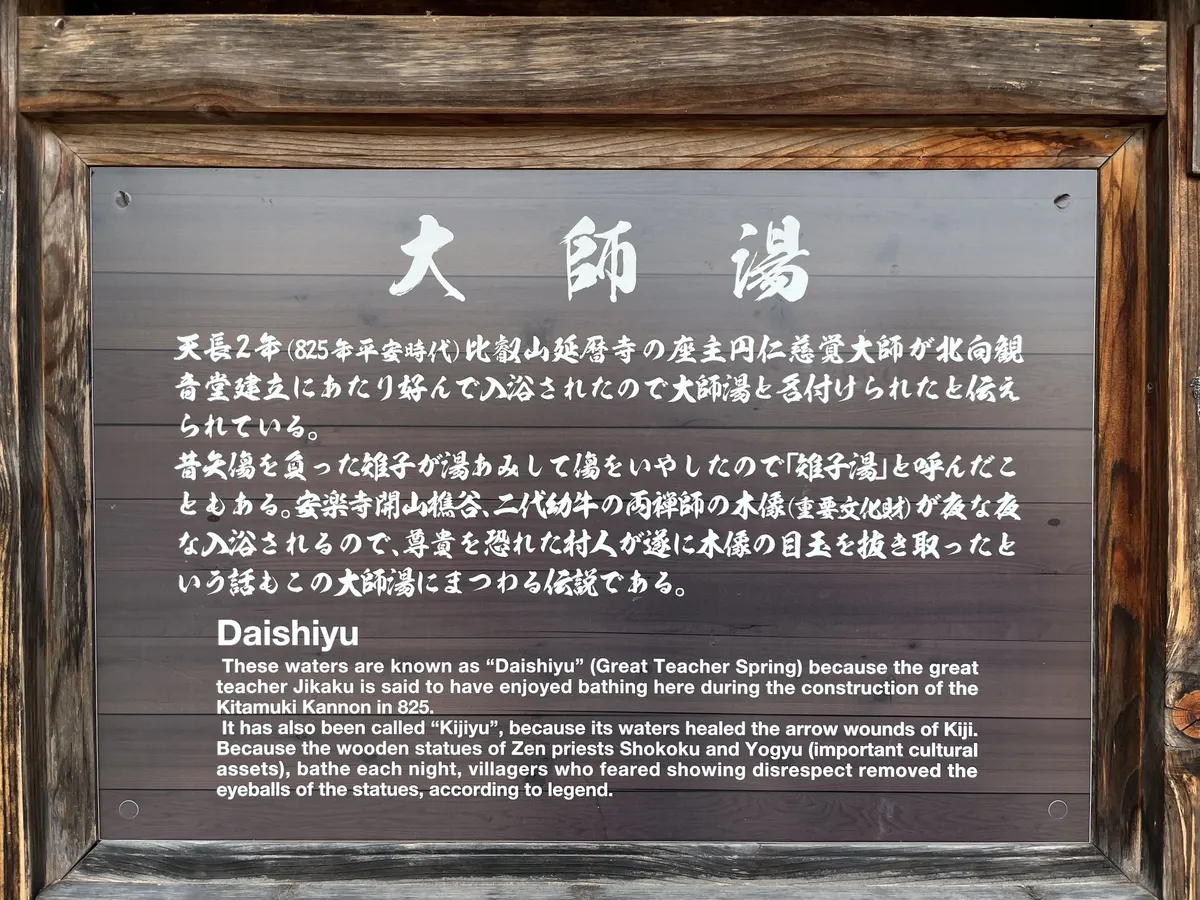 大師湯
天長2年(825年平安時代)比叡山延暦寺の座主円仁慈覚大師が北向観
音堂建立にあたり好んで入浴されたので大師湯と名付けられたと伝え
られている。
昔矢傷を負った雉子が湯あみして傷をいやしたので「雉子湯」と呼んだこ
ともある。安楽寺開山樵谷、二代幼牛の両禅師の木像(重要文化財)が夜な夜
な入浴されるので、尊貴を恐れた村人が遂に木像の目玉を抜き取ったと
いう話もこの大師湯にまつわる伝説である。
Daishiyu
These waters are known as “Daishiyu” (Great Teacher Spring) because the great
teacher Jikaku is said to have enjoyed bathing here during the construction of the
Kitamuki Kannon in 825.
It has also been called “Kijiyu”, because its waters healed the arrow wounds of Kiji.
Because the wooden statues of Zen priests Shokoku and Yogyu (important cultural
assets), bathe each night, villagers who feared showing disrespect removed the
eyeballs of the statues, according to legend.